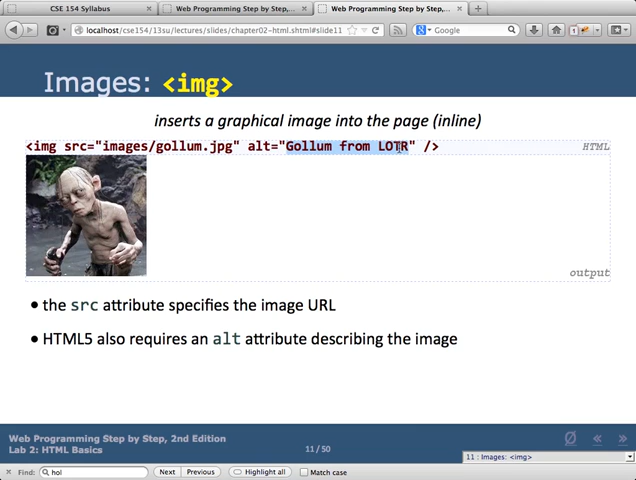 CSE 154 Syllabus
Web Programming Step by Step,...
Web Programming Step by Step,...
localhost/cse154/13su/lectures/slides/chapter02-html.shtml#slide11
Google
Images: <img>
inserts a graphical image into the page (inline)
<img src="images/gollum.jpg" alt="Gollum from LOTR" />
HTML
output
• the src attribute specifies the image URL
• HTML5 also requires an alt attribute describing the image
Web Programming Step by Step, 2nd Edition
Lab 2: HTML Basics
11 / 50
Ø « »
11 : Images: <img>
Find: hol Next Previous Highlight all Match case